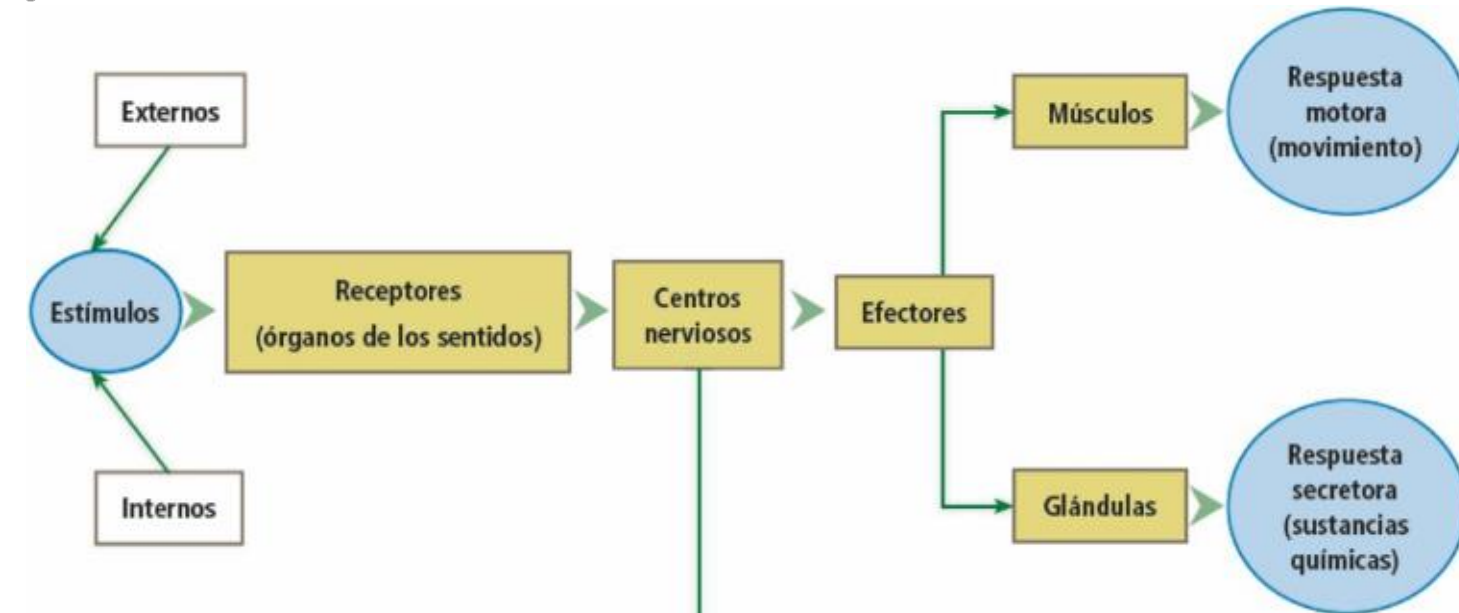 Externos
Estímulos
Internos
Receptores
(órganos de los sentidos)
Centros
nerviosos
Efectores
Músculos
Respuesta
motora
(movimiento)
Glándulas
Respuesta
secretora
(sustancias
químicas)